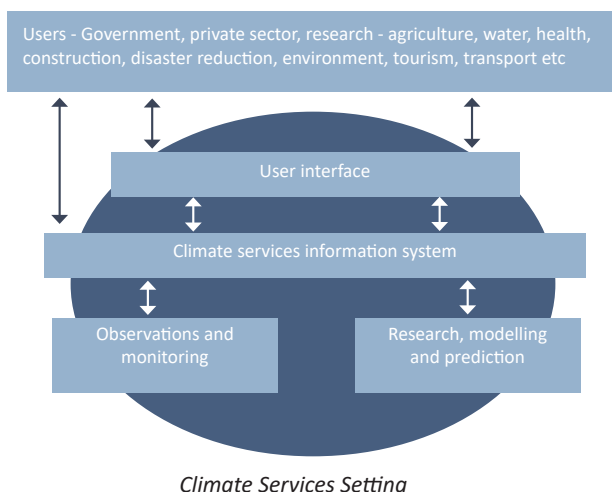 Users - Government, private sector, research - agriculture, water, health,
construction, disaster reduction, environment, tourism, transport etc
User interface
Climate services information system
Observations and
monitoring
Research, modelling
and prediction
Climate Services Setting